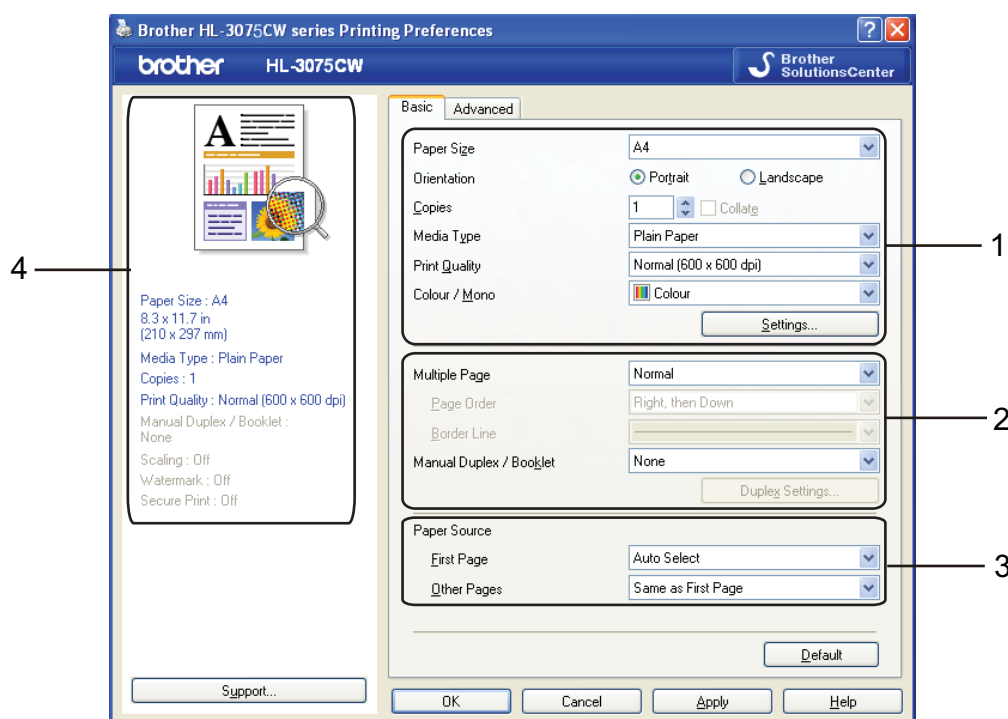 Brother HL-3075CW series Printing Preferences
brother HL-3075CW
Brother
SolutionsCenter
A
4
Paper Size : A4
8.3 x 11.7 in
(210 x 297 mm)
Media Type : Plain Paper
Copies : 1
Print Quality : Normal (600 x 600 dpi)
Manual Duplex / Booklet :
None
Scaling : Off
Watermark : Off
Secure Print : Off
Support...
Basic Advanced
Paper Size A4
Orientation Portrait Landscape
Copies 1 Collate
Media Type Plain Paper
Print Quality Normal (600 x 600 dpi)
Colour / Mono Colour
Settings...
1
Multiple Page Normal
Page Order Right, then Down
Border Line
Manual Duplex / Booklet None
Duplex Settings...
2
Paper Source
First Page Auto Select
Other Pages Same as First Page
3
Default
OK Cancel Apply Help